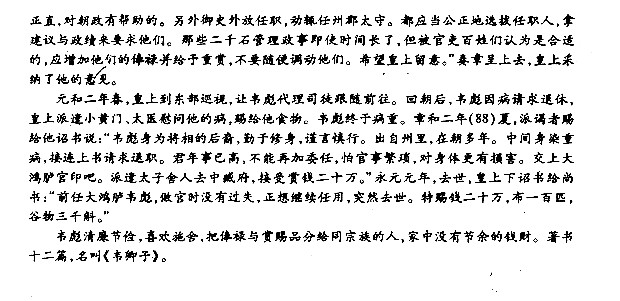 正直,对朝政有帮助的。另外御史外放任职,动辄任州郡太守。都应当公正地选拔任职人,拿
建议与政绩来要求他们。那些二千石管理政事即使时间长了,但被官吏百姓们认为是合适
的,应增加他们的俸禄并给予重赏,不要随便调动他们。希望皇上留意。”奏章呈上去,皇上采
纳了他的意见。
元和二年春,皇上到东部巡视,让韦彪代理司徒跟随前往。回朝后,韦彪因病请求退休,
皇上派遣小黄门、太医慰问他的病,赐给他食物。韦彪终于病重。章和二年(88)夏,派谒者赐
给他诏书说:“韦彪身为将相的后裔,勤于修身,谨言慎行。出自州里,在朝多年。中间身染重
病,接连上书请求退职。君年事已高,不能再加委任,怕官事繁琐,对身体更有损害。交上大
鸿胪官印吧。派遣太子舍人去中臧府,接受赏钱二十万。”永元元年,去世,皇上下诏书给尚
书:“前任大鸿胪韦彪,做官时没有过失,正想继续任用,突然去世。特赐钱二十万,布一百匹,
谷物三千斛。”
韦彪清廉节俭,喜欢施舍,把俸禄与赏赐品分给同宗族的人,家中没有节余的钱财。著书
十二篇,名叫《韦卿子》。